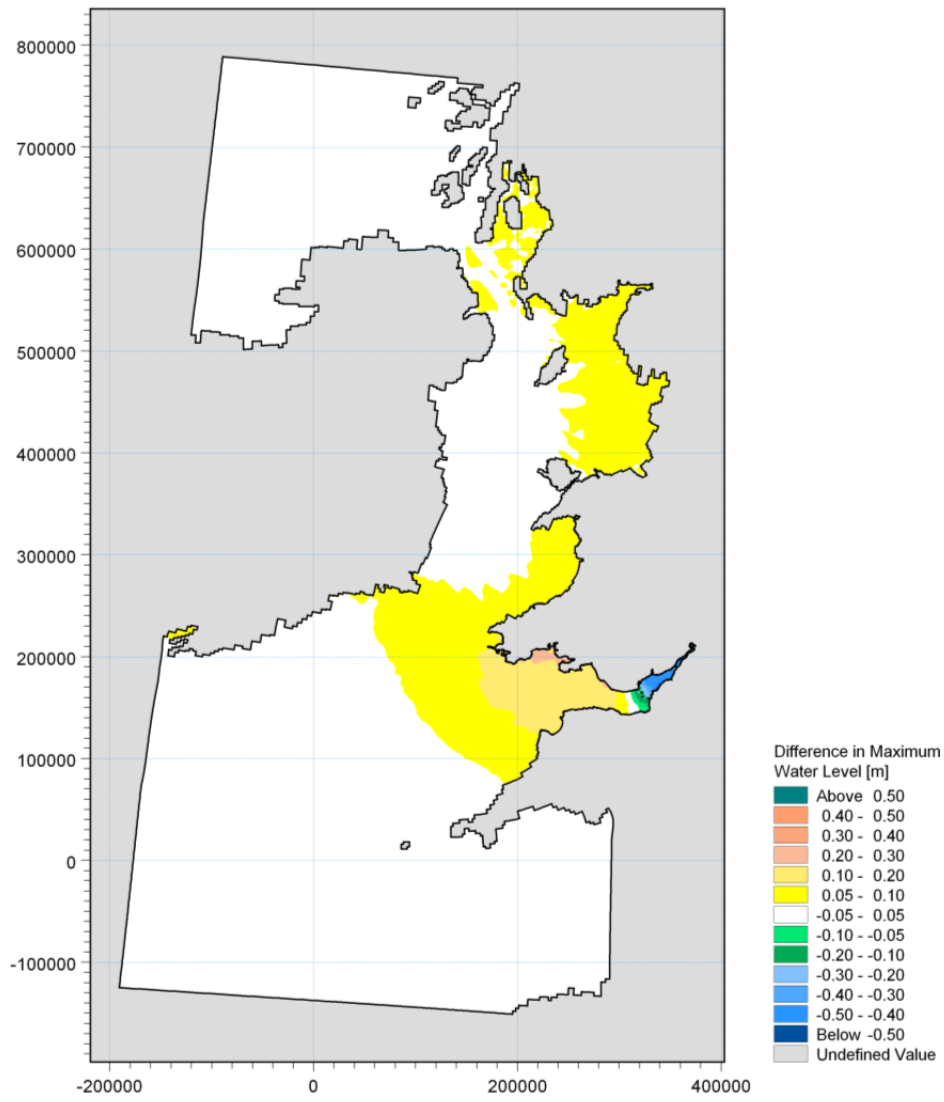 800000
700000
600000
500000
400000
300000
200000
100000
0
-100000
-200000 0 200000 400000
Difference in Maximum
Water Level [m]
Above 0.50
0.40 - 0.50
0.30 - 0.40
0.20 - 0.30
0.10 - 0.20
0.05 - 0.10
-0.05 - 0.05
-0.10 - -0.05
-0.20 - -0.10
-0.30 - -0.20
-0.40 - -0.30
-0.50 - -0.40
Below -0.50
Undefined Value